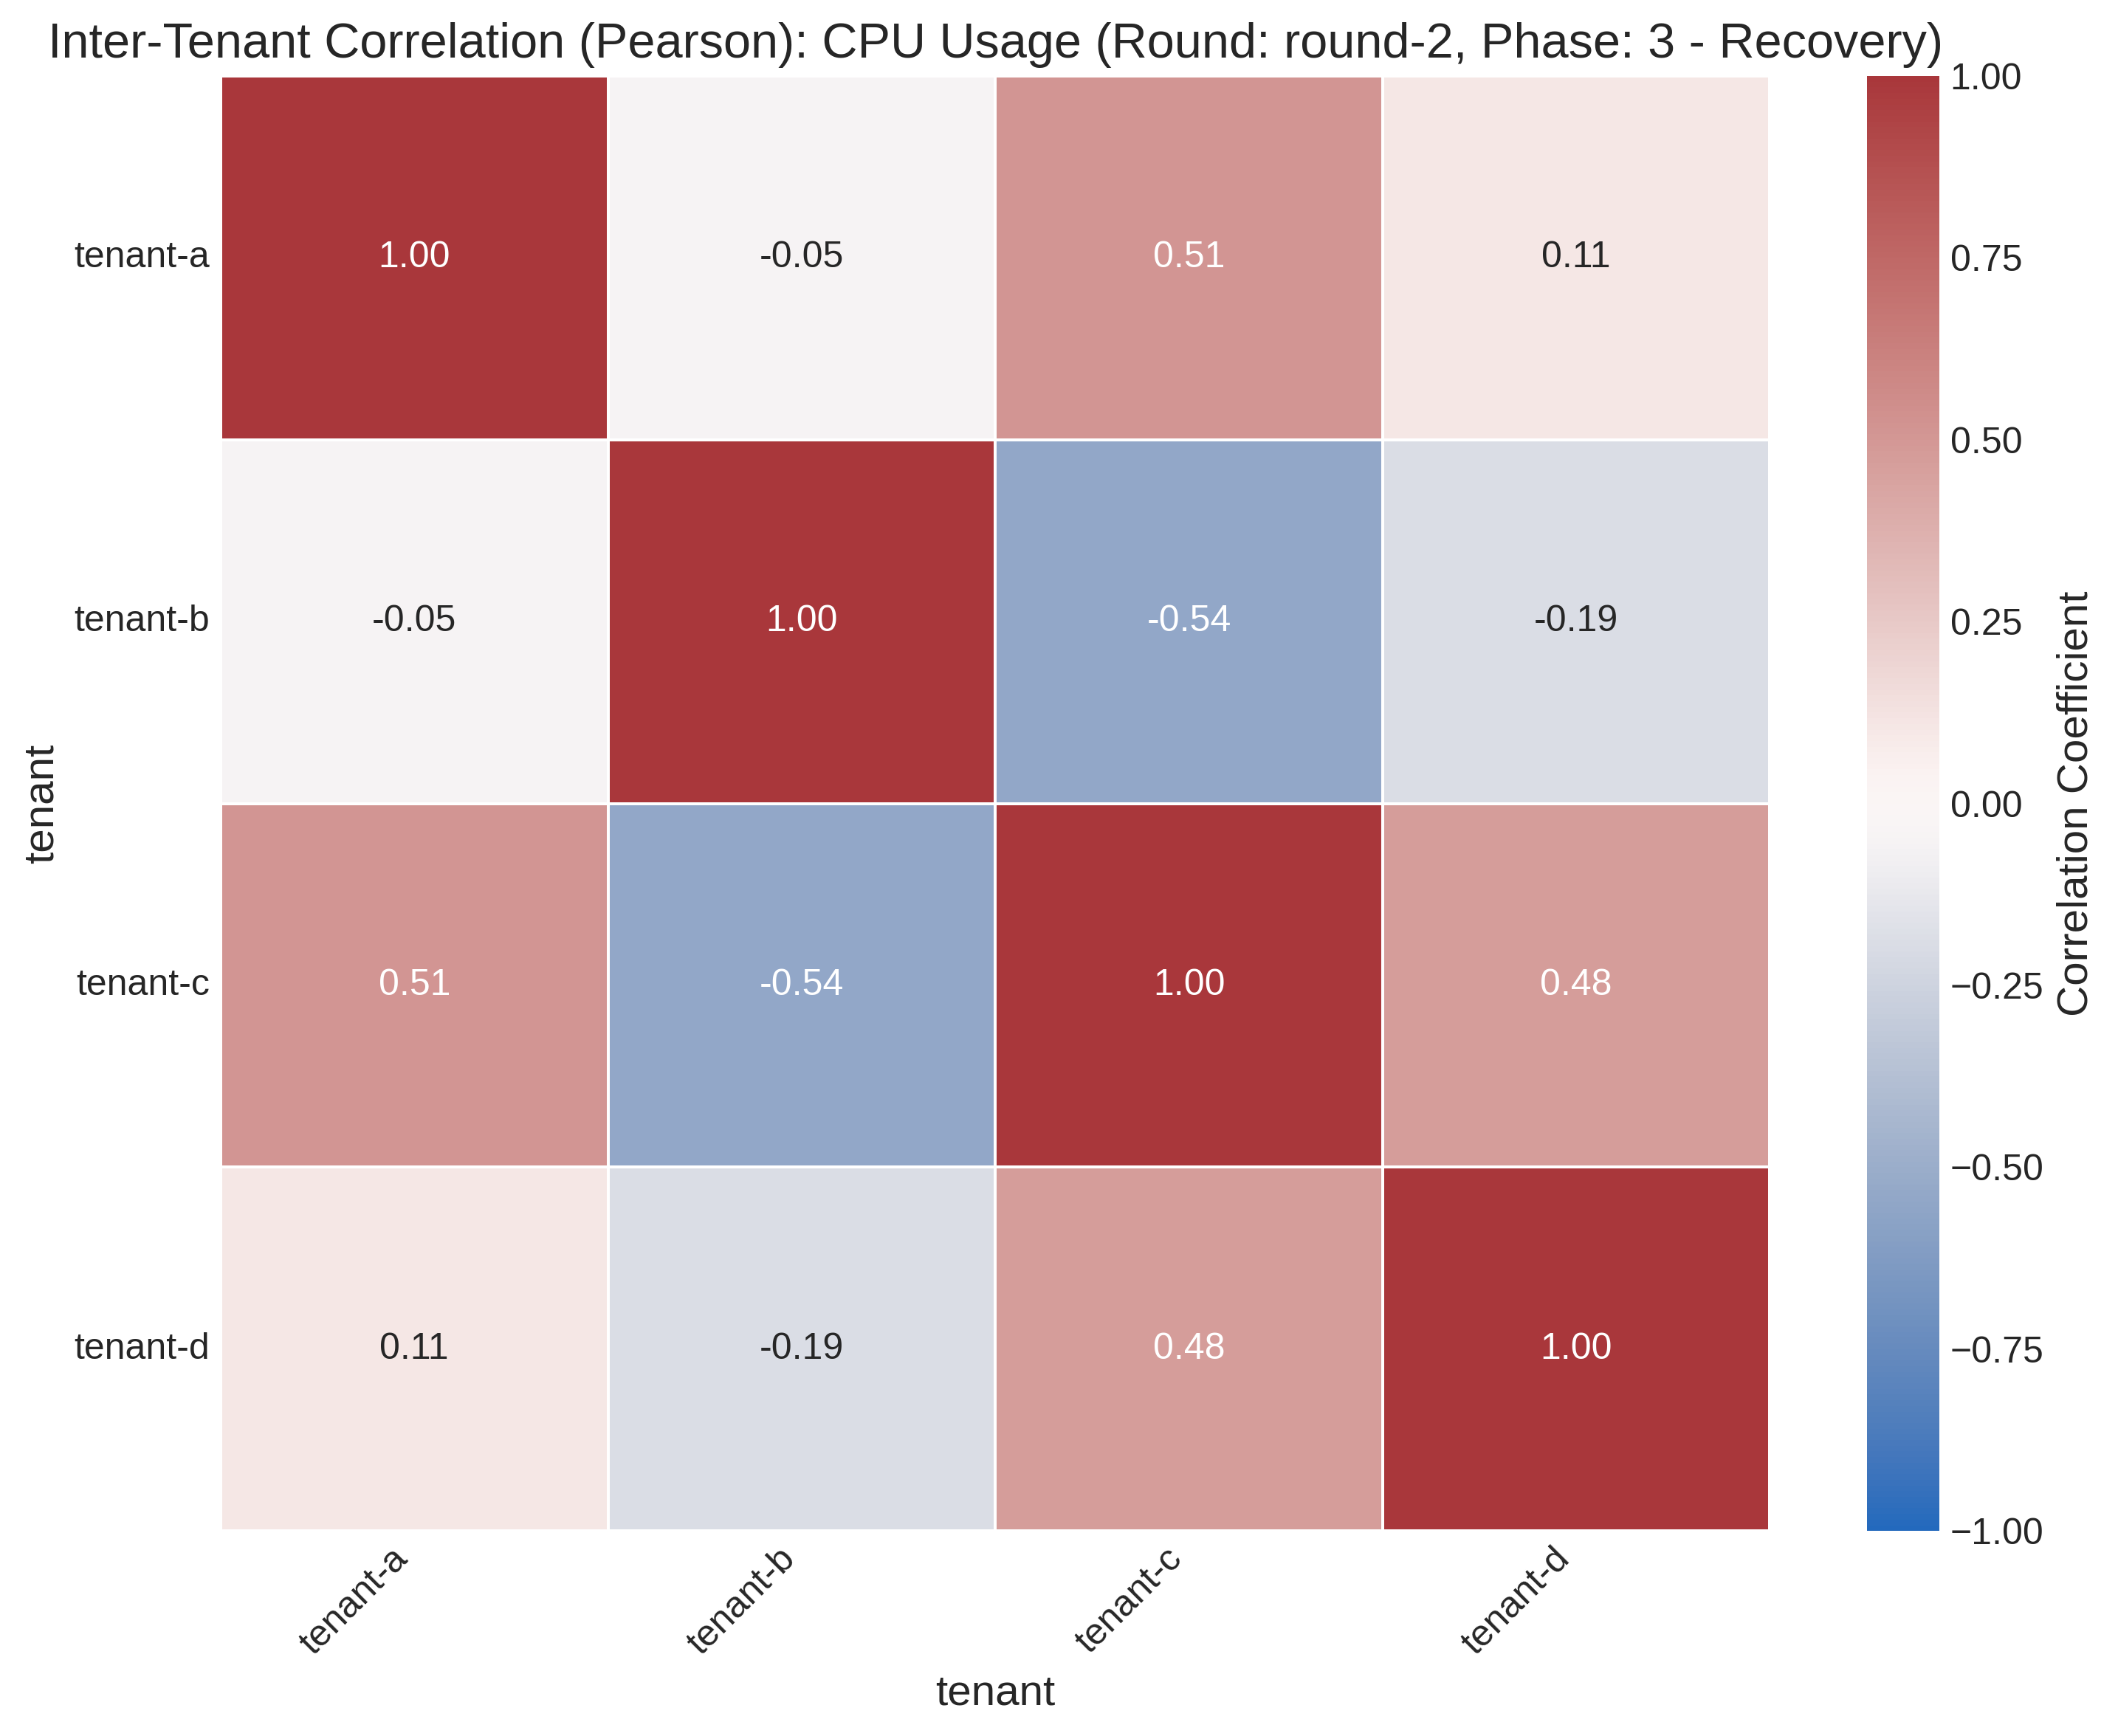 Inter-Tenant Correlation (Pearson): CPU Usage (Round: round-2, Phase: 3 - Recovery)
tenant
tenant-a
1.00
-0.05
0.51
0.11
tenant-b
-0.05
1.00
-0.54
-0.19
tenant-c
0.51
-0.54
1.00
0.48
tenant-d
0.11
-0.19
0.48
1.00
tenant-a
tenant-b
tenant-c
tenant-d
tenant
1.00
0.75
0.50
0.25
0.00
−0.25
−0.50
−0.75
−1.00
Correlation Coefficient